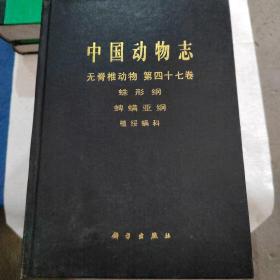 中国动物志
无脊椎动物 第四十七卷
蛛形纲
蜱螨亚纲
植绥螨科
科学出版社